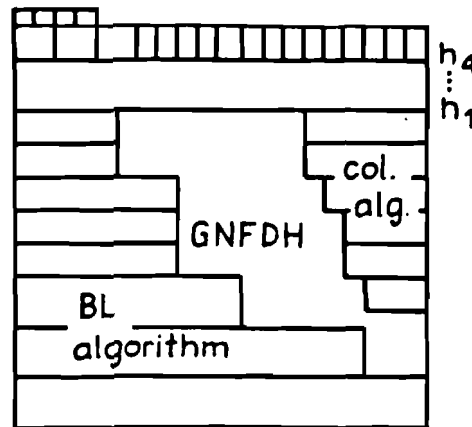 h4
⋮
h1
col.
alg.
GNFDH
BL
algorithm